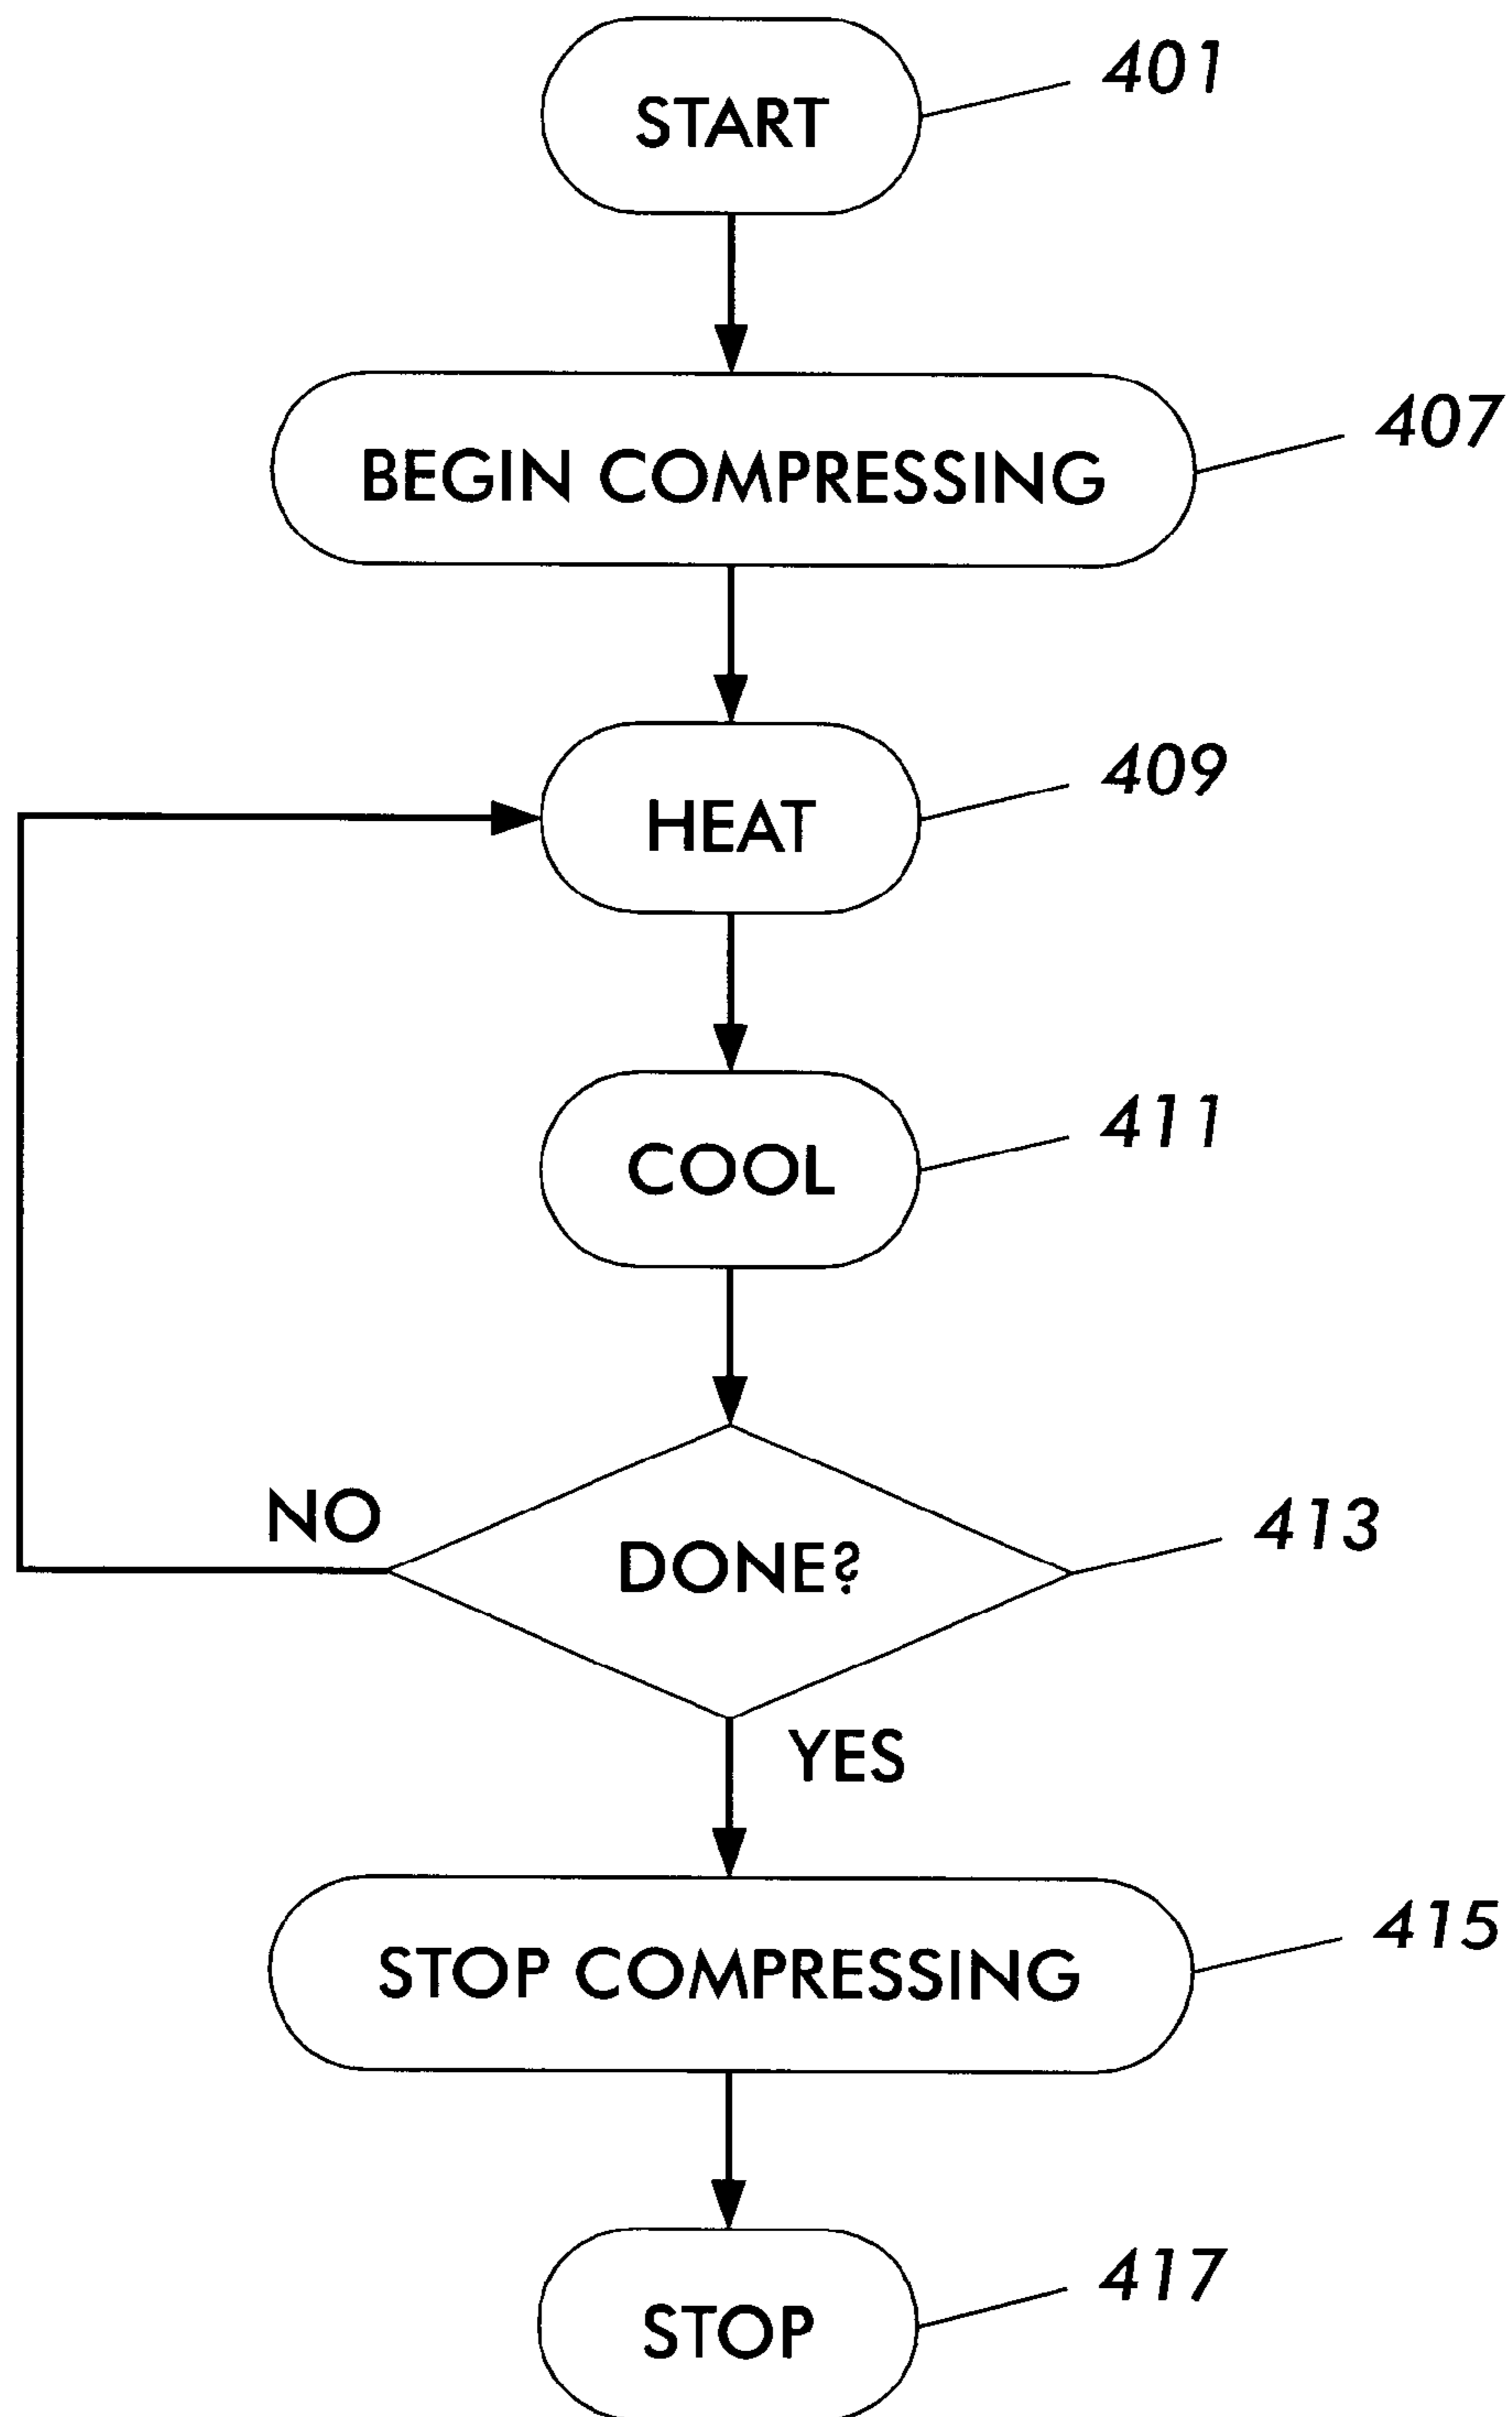 START
401
BEGIN COMPRESSING
407
HEAT
409
COOL
411
DONE?
413
NO
YES
STOP COMPRESSING
415
STOP
417